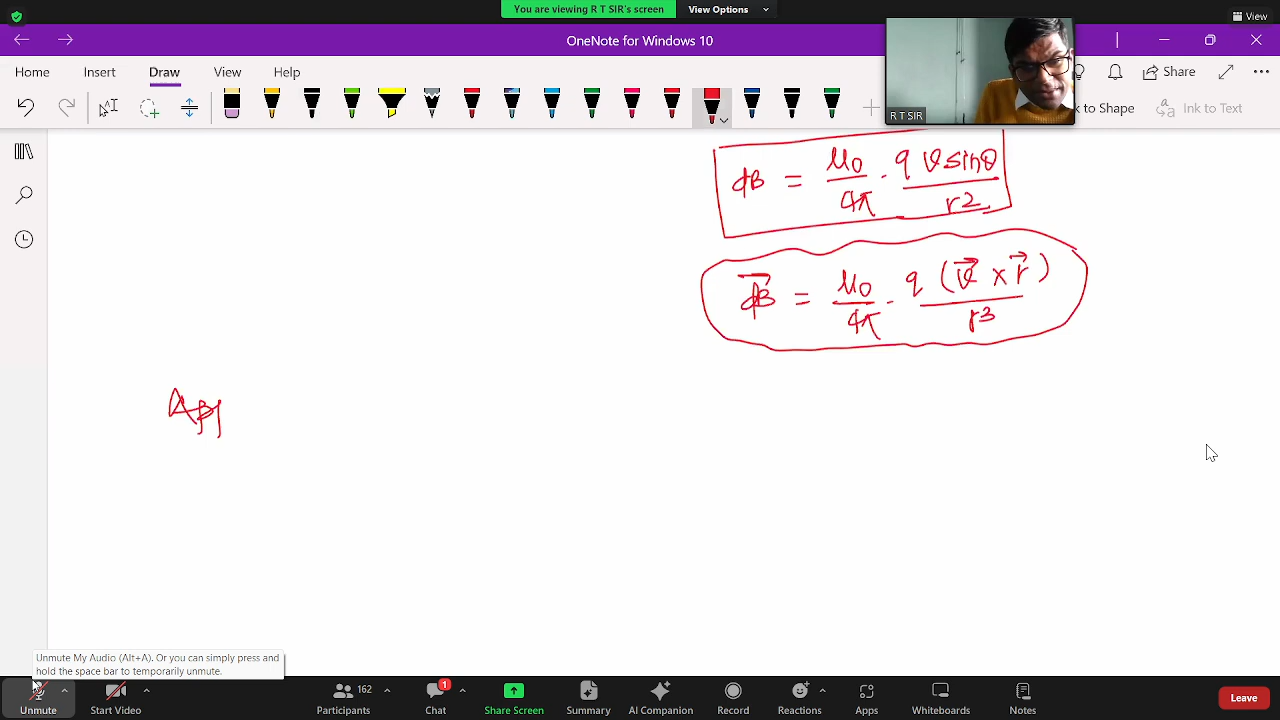 You are viewing R T SIR's screen View Options
View
OneNote for Windows 10
Home Insert Draw View Help
Share
R T SIR
k to Shape
Ink to Text
dB = μ0/4π · q v sinθ / r2
dB⃗ = μ0/4π · q (v⃗ × r⃗) / r3
App
Unmute My Audio (Alt+A). Or you can simply press and
hold the space bar to temporarily unmute.
162
1
Unmute Start Video Participants Chat Share Screen Summary AI Companion Record Reactions Apps Whiteboards Notes Leave